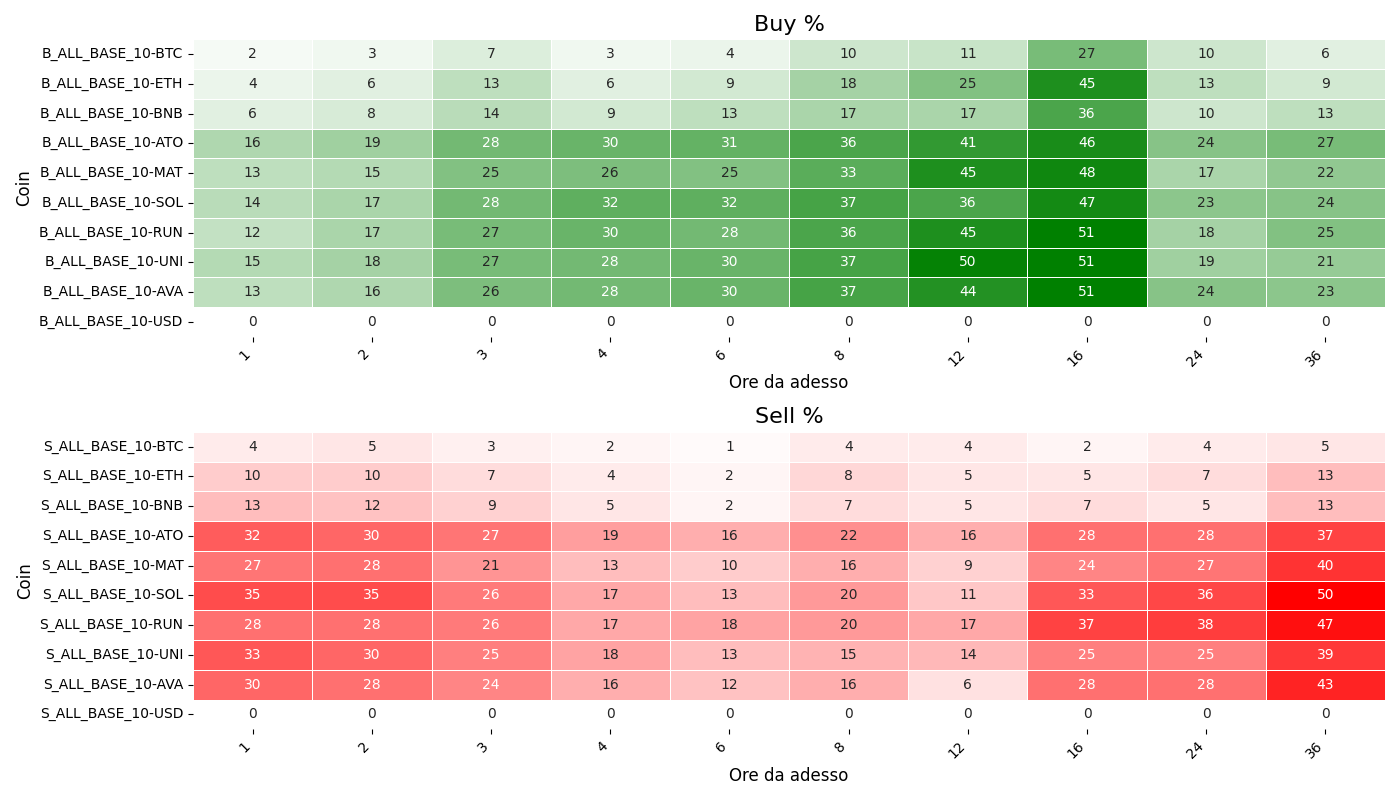 Buy %
Coin
B_ALL_BASE_10-BTC 2 3 7 3 4 10 11 27 10 6
B_ALL_BASE_10-ETH 4 6 13 6 9 18 25 45 13 9
B_ALL_BASE_10-BNB 6 8 14 9 13 17 17 36 10 13
B_ALL_BASE_10-ATO 16 19 28 30 31 36 41 46 24 27
B_ALL_BASE_10-MAT 13 15 25 26 25 33 45 48 17 22
B_ALL_BASE_10-SOL 14 17 28 32 32 37 36 47 23 24
B_ALL_BASE_10-RUN 12 17 27 30 28 36 45 51 18 25
B_ALL_BASE_10-UNI 15 18 27 28 30 37 50 51 19 21
B_ALL_BASE_10-AVA 13 16 26 28 30 37 44 51 24 23
B_ALL_BASE_10-USD 0 0 0 0 0 0 0 0 0 0
1 2 3 4 6 8 12 16 24 36
Ore da adesso
Sell %
Coin
S_ALL_BASE_10-BTC 4 5 3 2 1 4 4 2 4 5
S_ALL_BASE_10-ETH 10 10 7 4 2 8 5 5 7 13
S_ALL_BASE_10-BNB 13 12 9 5 2 7 5 7 5 13
S_ALL_BASE_10-ATO 32 30 27 19 16 22 16 28 28 37
S_ALL_BASE_10-MAT 27 28 21 13 10 16 9 24 27 40
S_ALL_BASE_10-SOL 35 35 26 17 13 20 11 33 36 50
S_ALL_BASE_10-RUN 28 28 26 17 18 20 17 37 38 47
S_ALL_BASE_10-UNI 33 30 25 18 13 15 14 25 25 39
S_ALL_BASE_10-AVA 30 28 24 16 12 16 6 28 28 43
S_ALL_BASE_10-USD 0 0 0 0 0 0 0 0 0 0
1 2 3 4 6 8 12 16 24 36
Ore da adesso